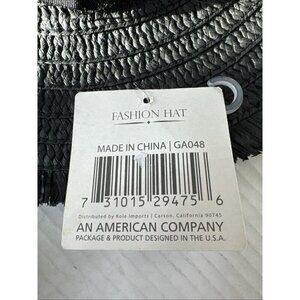 FASHION HAT
MADE IN CHINA | GA048
7 31015 29475 6
Distributed by Kole Imports | Carson, California 90745
AN AMERICAN COMPANY
PACKAGE & PRODUCT DESIGNED IN THE U.S.A.